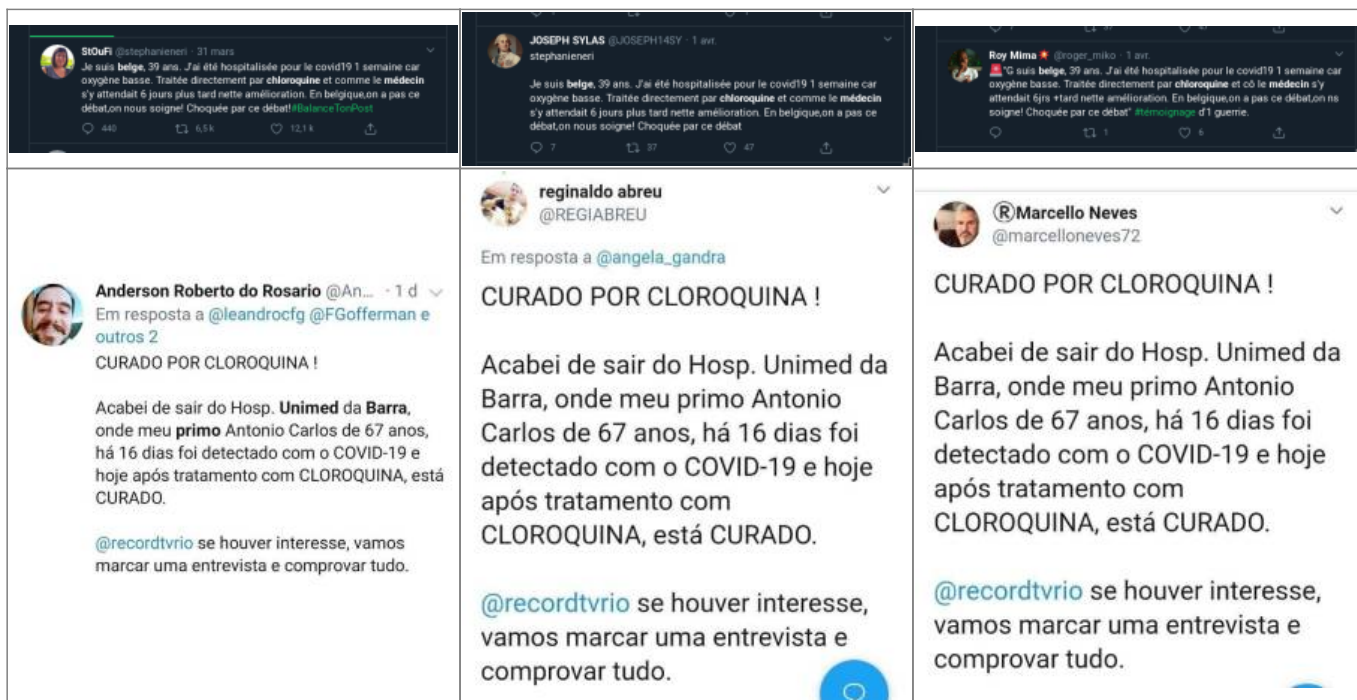 StOuFi @stephanieneri · 31 mars
Je suis belge, 39 ans. J'ai été hospitalisée pour le covid19 1 semaine car
oxygène basse. Traitée directement par chloroquine et comme le médecin
s'y attendait 6 jours plus tard nette amélioration. En belgique,on a pas ce
débat,on nous soigne! Choquée par ce débat!#BalanceTonPost
440 6,5 k 12,1 k
JOSEPH SYLAS @JOSEPH14SY · 1 avr.
stephanieneri
Je suis belge, 39 ans. J'ai été hospitalisée pour le covid19 1 semaine car
oxygène basse. Traitée directement par chloroquine et comme le médecin
s'y attendait 6 jours plus tard nette amélioration. En belgique,on a pas ce
débat,on nous soigne! Choquée par ce débat
7 37 47
Roy Mima @roger_miko · 1 avr.
"G suis belge, 39 ans. J'ai été hospitalisée pour le covid19 1 semaine car
oxygène basse. Traitée directement par chloroquine et cô le médecin s'y
attendait 6jrs +tard nette amélioration. En belgique,on a pas ce débat,on ns
soigne! Choquée par ce débat" #témoignage d'1 guerrie.
1 6
Anderson Roberto do Rosario @An... · 1 d
Em resposta a @leandrocfg @FGofferman e
outros 2
CURADO POR CLOROQUINA !
Acabei de sair do Hosp. Unimed da Barra,
onde meu primo Antonio Carlos de 67 anos,
há 16 dias foi detectado com o COVID-19 e
hoje após tratamento com CLOROQUINA, está
CURADO.
@recordtvrio se houver interesse, vamos
marcar uma entrevista e comprovar tudo.
reginaldo abreu
@REGIABREU
Em resposta a @angela_gandra
CURADO POR CLOROQUINA !
Acabei de sair do Hosp. Unimed da
Barra, onde meu primo Antonio
Carlos de 67 anos, há 16 dias foi
detectado com o COVID-19 e hoje
após tratamento com
CLOROQUINA, está CURADO.
@recordtvrio se houver interesse,
vamos marcar uma entrevista e
comprovar tudo.
®Marcello Neves
@marcelloneves72
CURADO POR CLOROQUINA !
Acabei de sair do Hosp. Unimed da
Barra, onde meu primo Antonio
Carlos de 67 anos, há 16 dias foi
detectado com o COVID-19 e hoje
após tratamento com
CLOROQUINA, está CURADO.
@recordtvrio se houver interesse,
vamos marcar uma entrevista e
comprovar tudo.